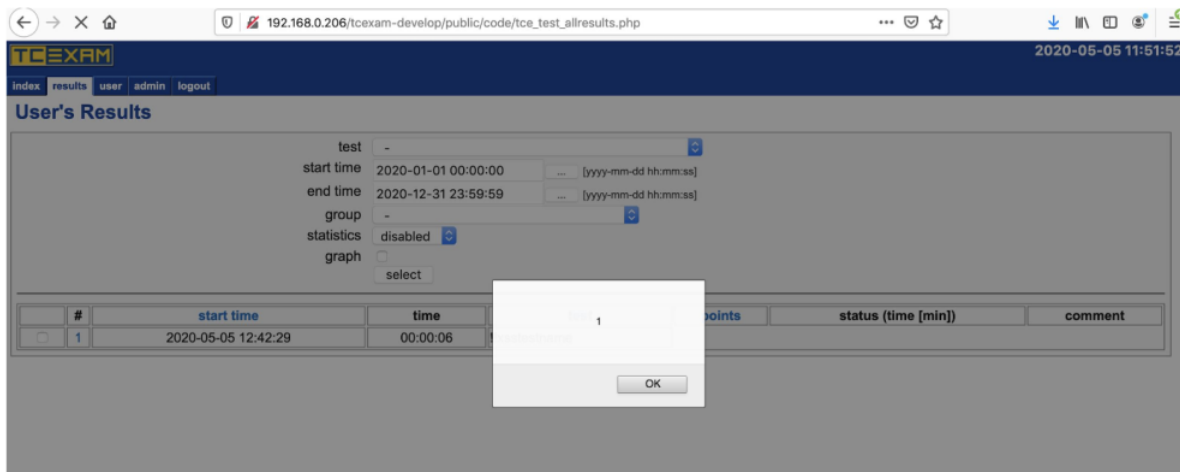 192.168.0.206/tcexam-develop/public/code/tce_test_allresults.php
TCEXAM
2020-05-05 11:51:52
index results user admin logout
User's Results
test -
start time 2020-01-01 00:00:00 ... [yyyy-mm-dd hh:mm:ss]
end time 2020-12-31 23:59:59 ... [yyyy-mm-dd hh:mm:ss]
group -
statistics disabled
graph
select
1
OK
# start time time points status (time [min]) comment
1 2020-05-05 12:42:29 00:00:06